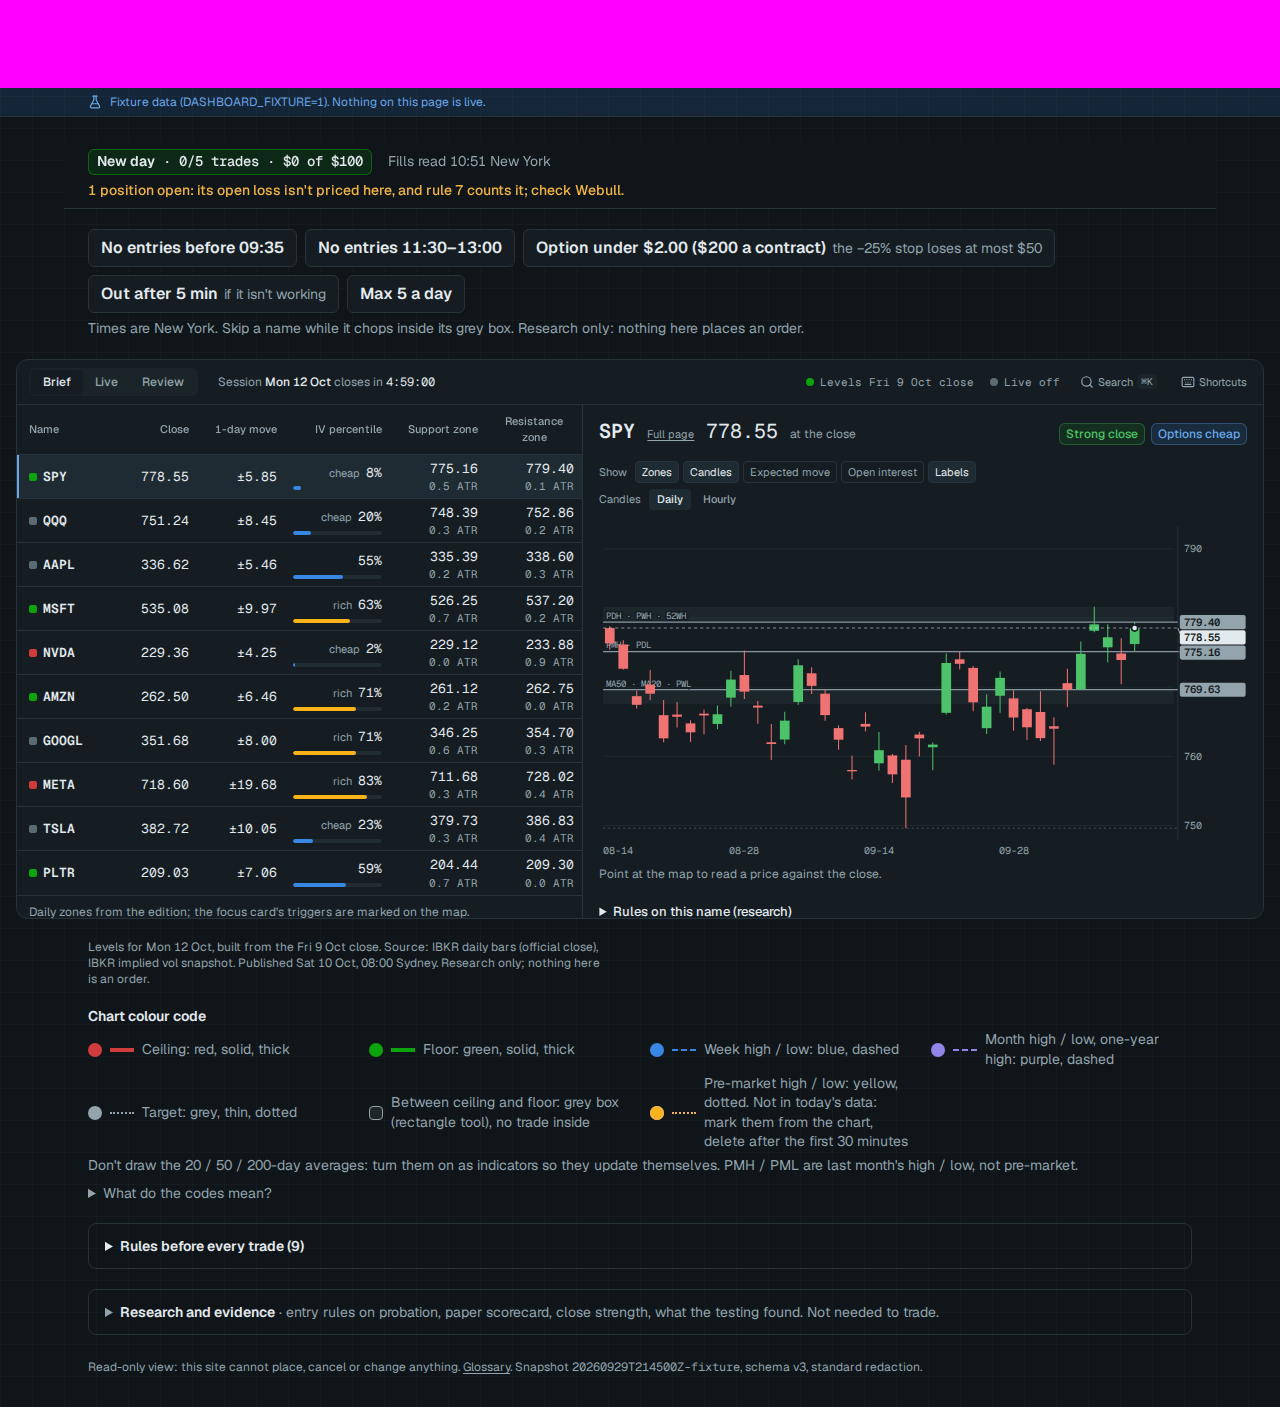 Fixture data (DASHBOARD_FIXTURE=1). Nothing on this page is live.
New day · 0/5 trades · $0 of $100 Fills read 10:51 New York
1 position open: its open loss isn't priced here, and rule 7 counts it; check Webull.
No entries before 09:35 No entries 11:30–13:00 Option under $2.00 ($200 a contract) the −25% stop loses at most $50
Out after 5 min if it isn't working Max 5 a day
Times are New York. Skip a name while it chops inside its grey box. Research only: nothing here places an order.
Brief Live Review Session Mon 12 Oct closes in 4:59:00 Levels Fri 9 Oct close Live off Search ⌘K Shortcuts
Name Close 1-day move IV percentile Support zone Resistance zone
SPY 778.55 ±5.85 cheap 8% 775.16 779.40
0.5 ATR 0.1 ATR
QQQ 751.24 ±8.45 cheap 20% 748.39 752.86
0.3 ATR 0.2 ATR
AAPL 336.62 ±5.46 55% 335.39 338.60
0.2 ATR 0.3 ATR
MSFT 535.08 ±9.97 rich 63% 526.25 537.20
0.7 ATR 0.2 ATR
NVDA 229.36 ±4.25 cheap 2% 229.12 233.88
0.0 ATR 0.9 ATR
AMZN 262.50 ±6.46 rich 71% 261.12 262.75
0.2 ATR 0.0 ATR
GOOGL 351.68 ±8.00 rich 71% 346.25 354.70
0.6 ATR 0.3 ATR
META 718.60 ±19.68 rich 83% 711.68 728.02
0.3 ATR 0.4 ATR
TSLA 382.72 ±10.05 cheap 23% 379.73 386.83
0.3 ATR 0.4 ATR
PLTR 209.03 ±7.06 59% 204.44 209.30
0.7 ATR 0.0 ATR
Daily zones from the edition; the focus card's triggers are marked on the map.
SPY Full page 778.55 at the close Strong close Options cheap
Show Zones Candles Expected move Open interest Labels
Candles Daily Hourly
790
PDH · PWH · 52WH
779.40
778.55
· PDL
775.16
MA50 · MA20 · PWL
769.63
760
750
08-14 08-28 09-14 09-28
Point at the map to read a price against the close.
Rules on this name (research)
Levels for Mon 12 Oct, built from the Fri 9 Oct close. Source: IBKR daily bars (official close),
IBKR implied vol snapshot. Published Sat 10 Oct, 08:00 Sydney. Research only; nothing here
is an order.
Chart colour code
Ceiling: red, solid, thick
Floor: green, solid, thick
Week high / low: blue, dashed
Month high / low, one-year
high: purple, dashed
Target: grey, thin, dotted
Between ceiling and floor: grey box
(rectangle tool), no trade inside
Pre-market high / low: yellow,
dotted. Not in today's data:
mark them from the chart,
delete after the first 30 minutes
Don't draw the 20 / 50 / 200-day averages: turn them on as indicators so they update themselves. PMH / PML are last month's high / low, not pre-market.
What do the codes mean?
Rules before every trade (9)
Research and evidence · entry rules on probation, paper scorecard, close strength, what the testing found. Not needed to trade.
Read-only view: this site cannot place, cancel or change anything. Glossary. Snapshot 20260929T214500Z-fixture, schema v3, standard redaction.